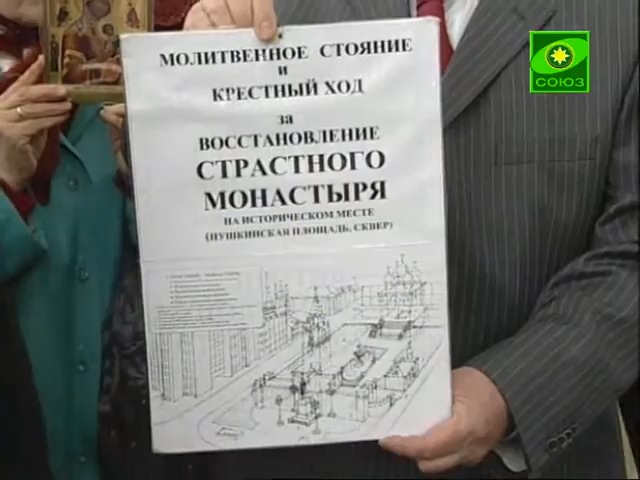 СОЮЗ
МОЛИТВЕННОЕ СТОЯНИЕ
и
КРЕСТНЫЙ ХОД
за
ВОССТАНОВЛЕНИЕ
СТРАСТНОГО
МОНАСТЫРЯ
НА ИСТОРИЧЕСКОМ МЕСТЕ
(ПУШКИНСКАЯ ПЛОЩАДЬ, СКВЕР)